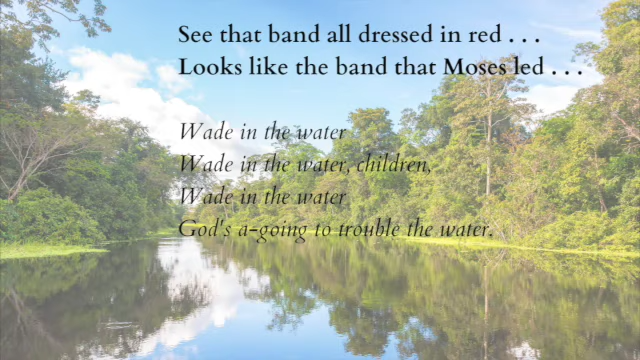 See that band all dressed in red . . .
Looks like the band that Moses led . . .
Wade in the water
Wade in the water, children,
Wade in the water
God's a-going to trouble the water.